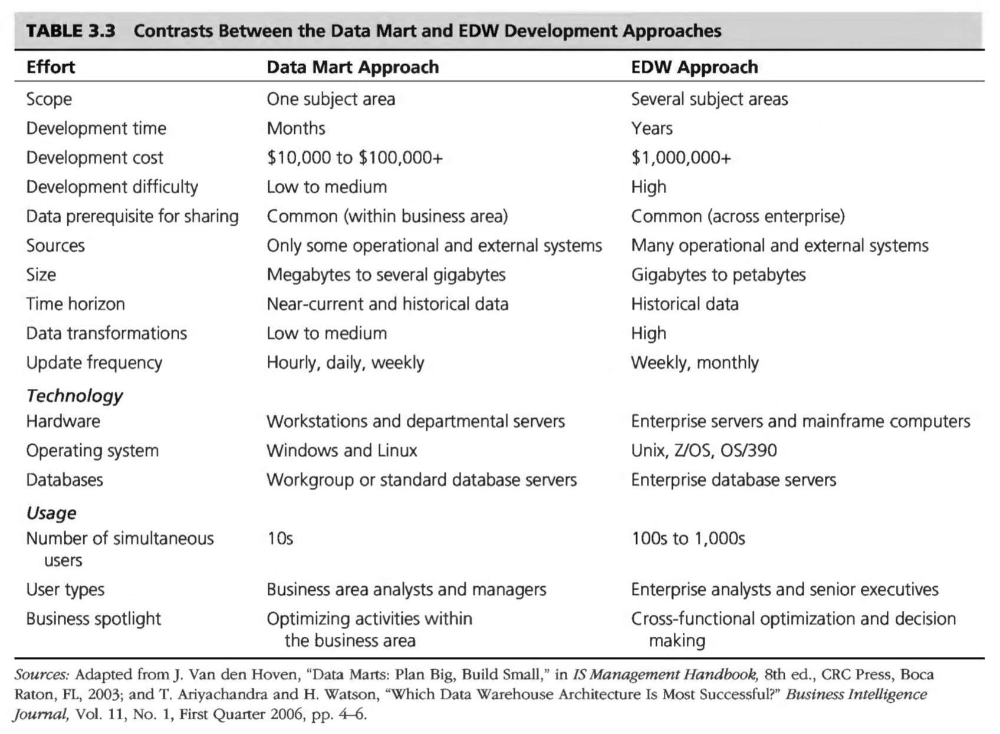 TABLE 3.3 Contrasts Between the Data Mart and EDW Development Approaches
Effort Data Mart Approach EDW Approach
Scope One subject area Several subject areas
Development time Months Years
Development cost $10,000 to $100,000+ $1,000,000+
Development difficulty Low to medium High
Data prerequisite for sharing Common (within business area) Common (across enterprise)
Sources Only some operational and external systems Many operational and external systems
Size Megabytes to several gigabytes Gigabytes to petabytes
Time horizon Near-current and historical data Historical data
Data transformations Low to medium High
Update frequency Hourly, daily, weekly Weekly, monthly
Technology
Hardware Workstations and departmental servers Enterprise servers and mainframe computers
Operating system Windows and Linux Unix, Z/OS, OS/390
Databases Workgroup or standard database servers Enterprise database servers
Usage
Number of simultaneous 10s 100s to 1,000s
users
User types Business area analysts and managers Enterprise analysts and senior executives
Business spotlight Optimizing activities within Cross-functional optimization and decision
the business area making
Sources: Adapted from J. Van den Hoven, “Data Marts: Plan Big, Build Small,” in IS Management Handbook, 8th ed., CRC Press, Boca
Raton, FL, 2003; and T. Ariyachandra and H. Watson, “Which Data Warehouse Architecture Is Most Successful?” Business Intelligence
Journal, Vol. 11, No. 1, First Quarter 2006, pp. 4–6.